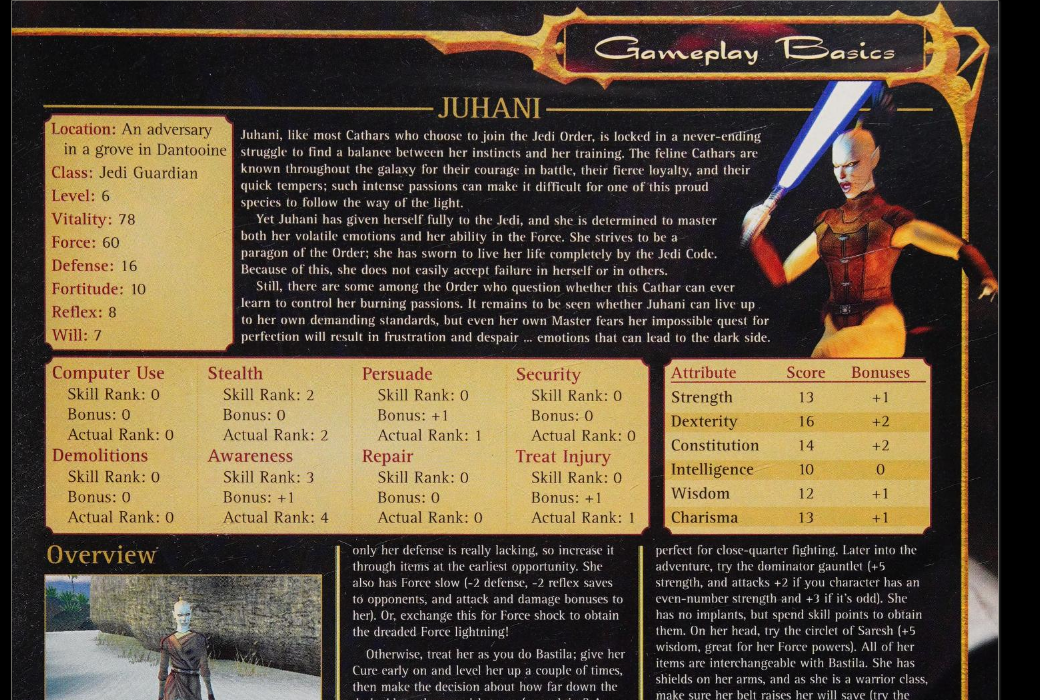 Gameplay Basics
JUHANI
Location: An adversary
in a grove in Dantooine
Class: Jedi Guardian
Level: 6
Vitality: 78
Force: 60
Defense: 16
Fortitude: 10
Reflex: 8
Will: 7
Juhani, like most Cathars who choose to join the Jedi Order, is locked in a never-ending
struggle to find a balance between her instincts and her training. The feline Cathars are
known throughout the galaxy for their courage in battle, their fierce loyalty, and their
quick tempers; such intense passions can make it difficult for one of this proud
species to follow the way of the light.
Yet Juhani has given herself fully to the Jedi, and she is determined to master
both her volatile emotions and her ability in the Force. She strives to be a
paragon of the Order; she has sworn to live her life completely by the Jedi Code.
Because of this, she does not easily accept failure in herself or in others.
Still, there are some among the Order who question whether this Cathar can ever
learn to control her burning passions. It remains to be seen whether Juhani can live up
to her own demanding standards, but even her own Master fears her impossible quest for
perfection will result in frustration and despair ... emotions that can lead to the dark side.
Computer Use
Skill Rank: 0
Bonus: 0
Actual Rank: 0
Demolitions
Skill Rank: 0
Bonus: 0
Actual Rank: 0
Stealth
Skill Rank: 2
Bonus: 0
Actual Rank: 2
Awareness
Skill Rank: 3
Bonus: +1
Actual Rank: 4
Persuade
Skill Rank: 0
Bonus: +1
Actual Rank: 1
Repair
Skill Rank: 0
Bonus: 0
Actual Rank: 0
Security
Skill Rank: 0
Bonus: 0
Actual Rank: 0
Treat Injury
Skill Rank: 0
Bonus: +1
Actual Rank: 1
Attribute Score Bonuses
Strength 13 +1
Dexterity 16 +2
Constitution 14 +2
Intelligence 10 0
Wisdom 12 +1
Charisma 13 +1
Overview
only her defense is really lacking, so increase it
through items at the earliest opportunity. She
also has Force slow (-2 defense, -2 reflex saves
to opponents, and attack and damage bonuses to
her). Or, exchange this for Force shock to obtain
the dreaded Force lightning!
Otherwise, treat her as you do Bastila; give her
Cure early on and level her up a couple of times,
then make the decision about how far down the
perfect for close-quarter fighting. Later into the
adventure, try the dominator gauntlet (+5
strength, and attacks +2 if you character has an
even-number strength and +3 if it's odd). She
has no implants, but spend skill points to obtain
them. On her head, try the circlet of Saresh (+5
wisdom, great for her Force powers). All of her
items are interchangeable with Bastila. She has
shields on her arms, and as she is a warrior class,
make sure her belt raises her will save (try the